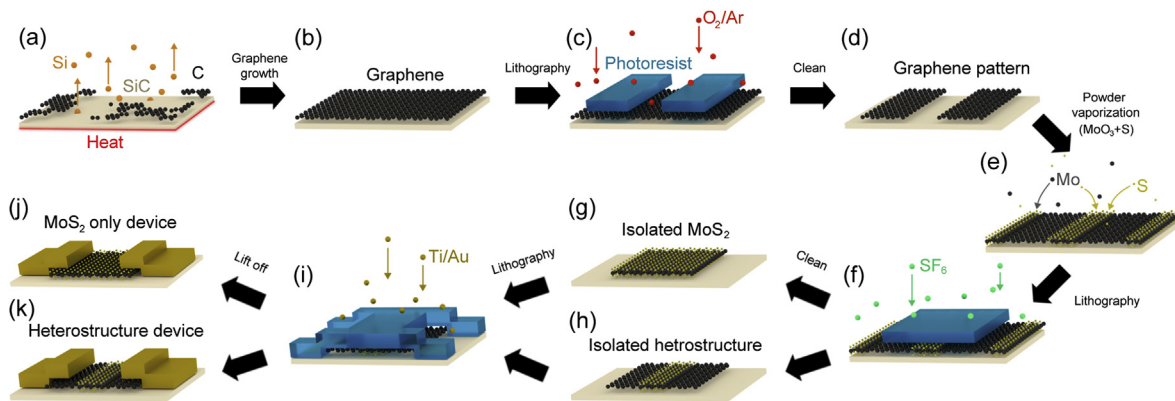 (a)
Si
SiC
C
Heat
Graphene
growth
(b)
Graphene
Lithography
(c)
O₂/Ar
Photoresist
Clean
(d)
Graphene pattern
Powder
vaporization
(MoO₃+S)
(e)
Mo
S
Lithography
(f)
SF₆
Clean
(g)
Isolated MoS₂
(h)
Isolated hetrostructure
Lithography
(i)
Ti/Au
Lift off
(j)
MoS₂ only device
(k)
Heterostructure device